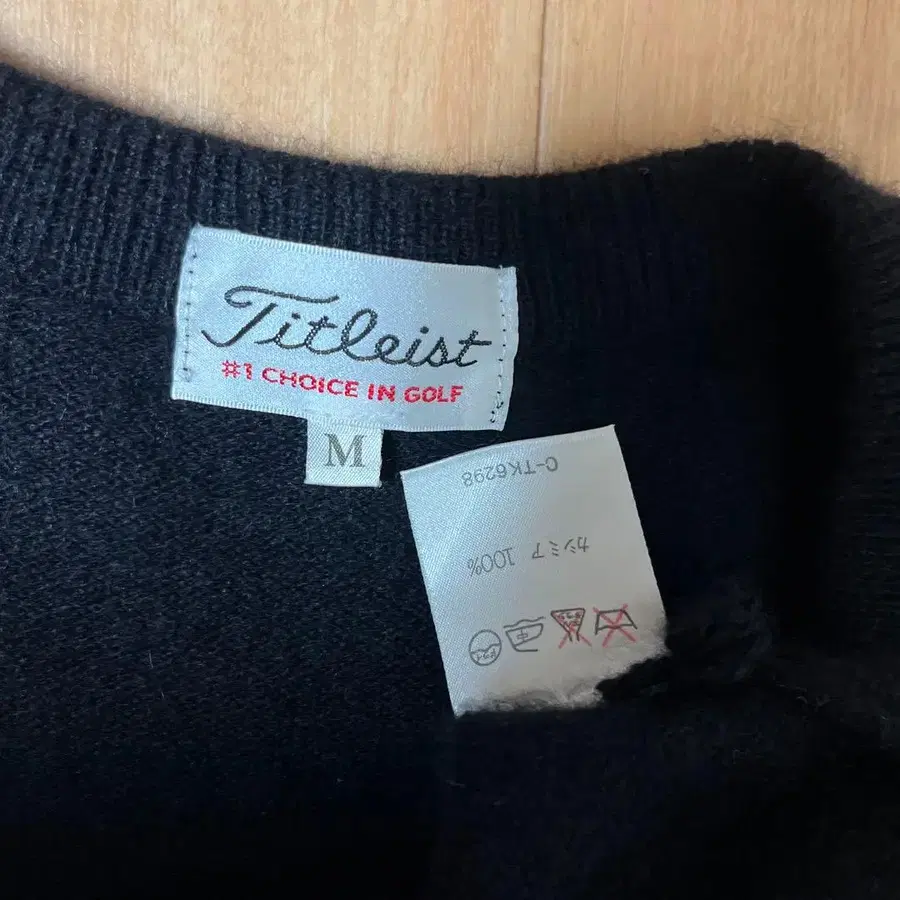 Titleist
#1 CHOICE IN GOLF
M
C-TK6298
カシミア 100%